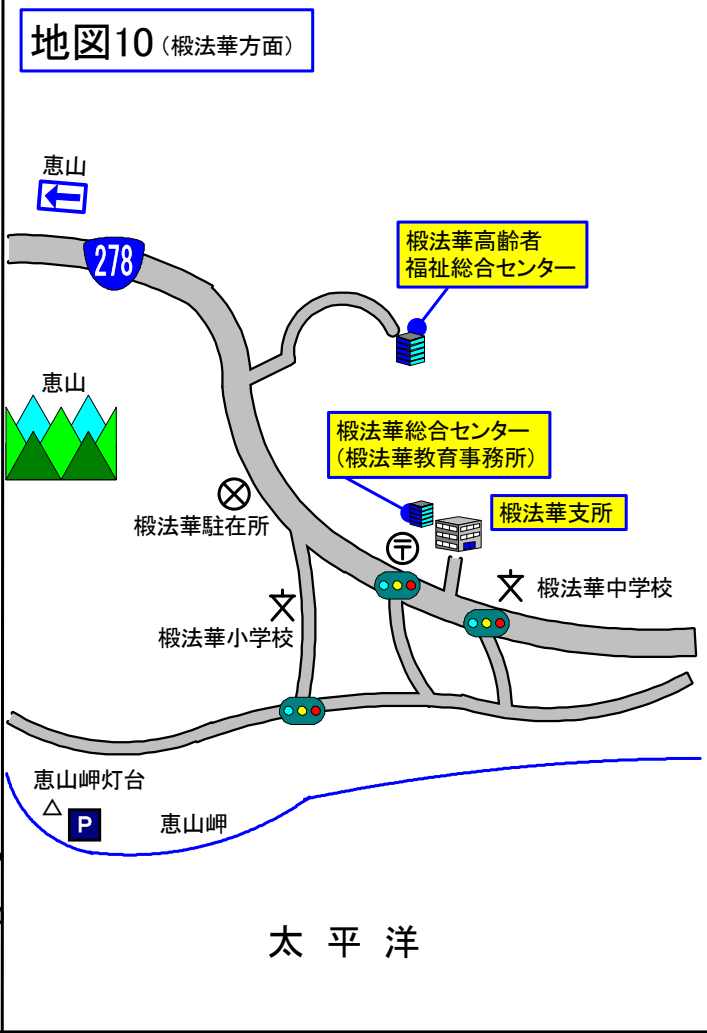 地図10(椴法華方面)
恵山
278
椴法華高齢者
福祉総合センター
恵山
椴法華総合センター
(椴法華教育事務所)
椴法華支所
椴法華駐在所
〒
文
椴法華中学校
文
椴法華小学校
恵山岬灯台
P
恵山岬
太平洋